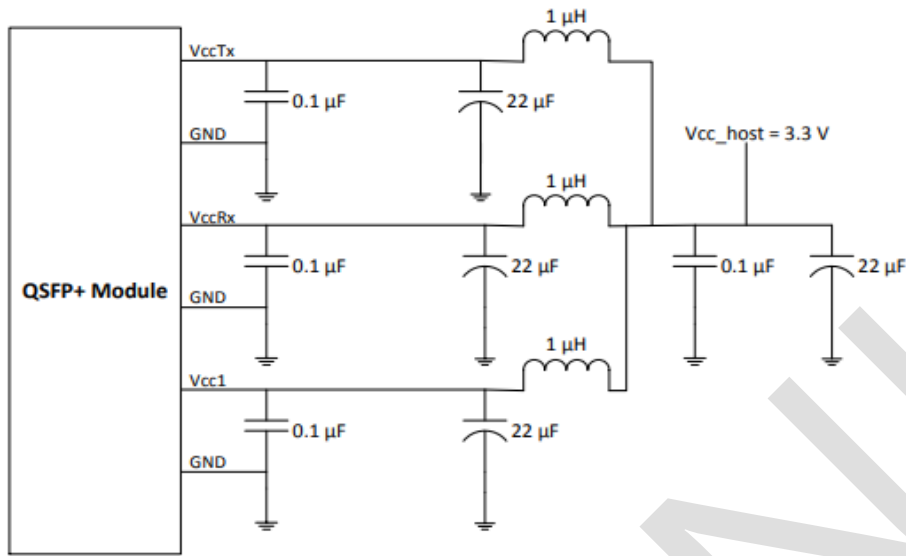 1 µH
VccTx
0.1 µF
22 µF
GND
Vcc_host = 3.3 V
1 µH
VccRx
0.1 µF
22 µF
0.1 µF
22 µF
QSFP+ Module
GND
1 µH
Vcc1
0.1 µF
22 µF
GND